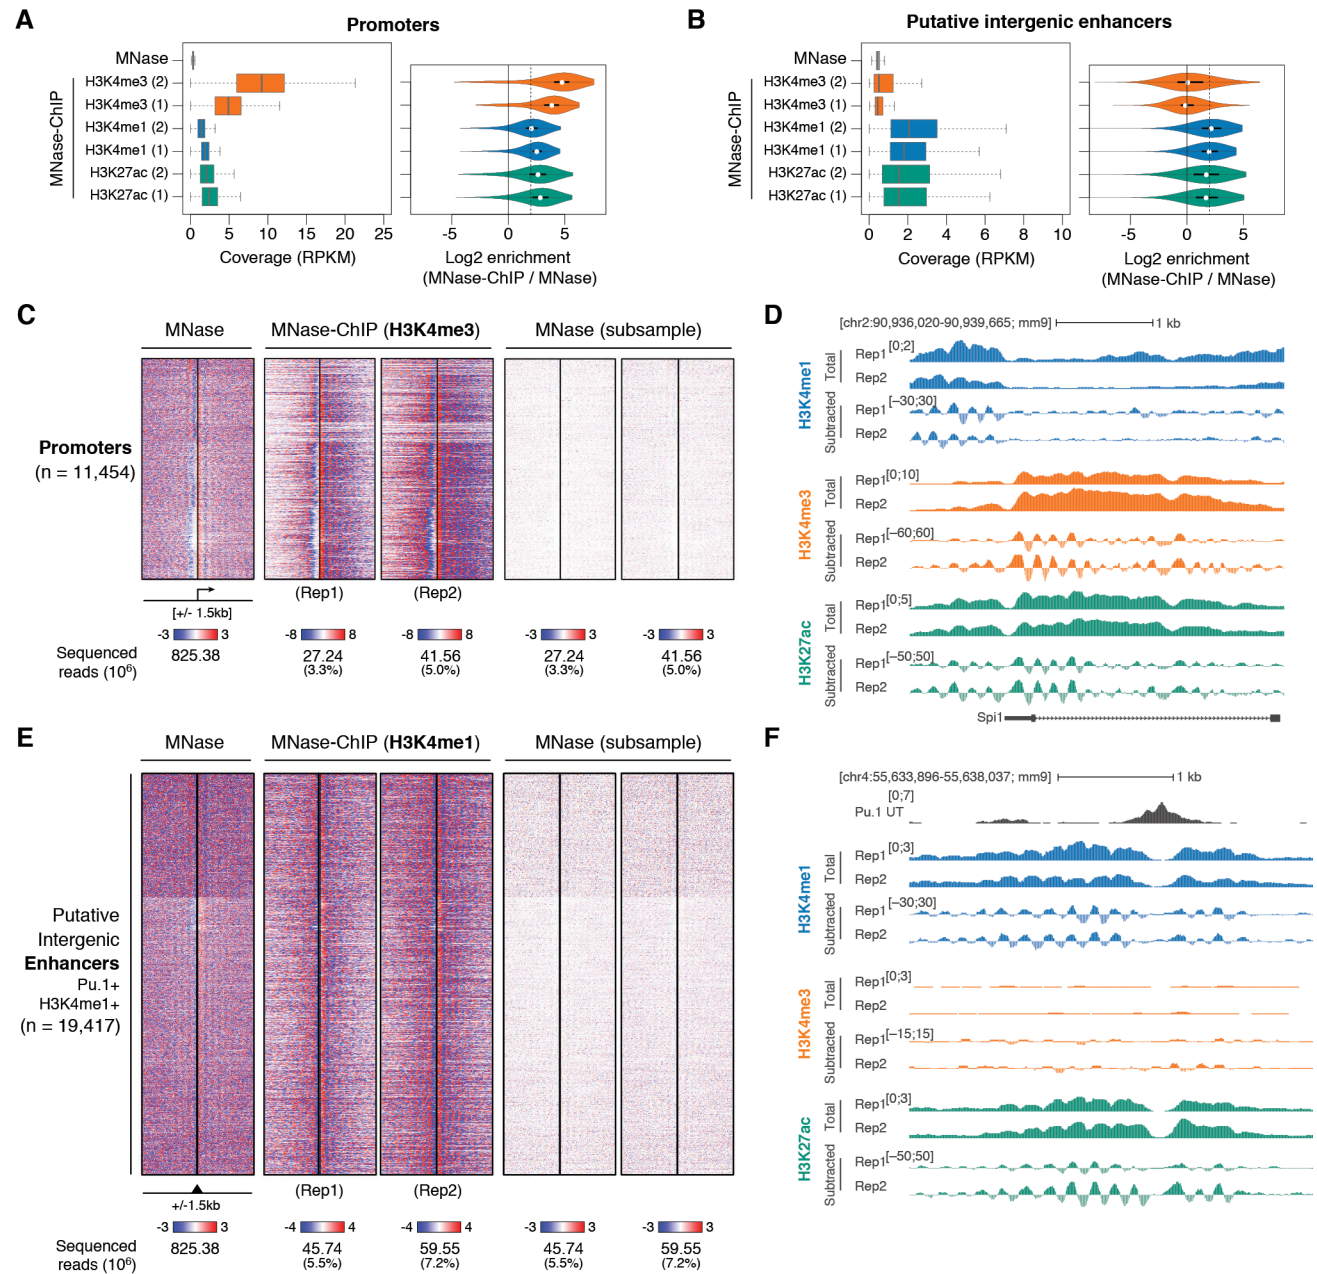 A
Promoters
MNase
H3K4me3 (2)
H3K4me3 (1)
H3K4me1 (2)
H3K4me1 (1)
H3K27ac (2)
H3K27ac (1)
MNase-ChIP
0 5 10 15 20 25
Coverage (RPKM)
-5 0 5
Log2 enrichment
(MNase-ChIP / MNase)
B
Putative intergenic enhancers
MNase
H3K4me3 (2)
H3K4me3 (1)
H3K4me1 (2)
H3K4me1 (1)
H3K27ac (2)
H3K27ac (1)
MNase-ChIP
0 2 4 6 8 10
Coverage (RPKM)
-5 0 5
Log2 enrichment
(MNase-ChIP / MNase)
C
MNase
MNase-ChIP (H3K4me3)
MNase (subsample)
Promoters
(n = 11,454)
[+/- 1.5kb]
(Rep1)
(Rep2)
-3 3
-8 8
-8 8
-3 3
-3 3
Sequenced
reads (10⁶)
825.38
27.24
(3.3%)
41.56
(5.0%)
27.24
(3.3%)
41.56
(5.0%)
D
[chr2:90,936,020-90,939,665; mm9]
1 kb
H3K4me1
Total
Rep1 [0;2]
Rep2
Subtracted
Rep1 [–30;30]
Rep2
H3K4me3
Total
Rep1 [0;10]
Rep2
Subtracted
Rep1 [–60;60]
Rep2
H3K27ac
Total
Rep1 [0;5]
Rep2
Subtracted
Rep1 [–50;50]
Rep2
Spi1
E
MNase
MNase-ChIP (H3K4me1)
MNase (subsample)
Putative
Intergenic
Enhancers
Pu.1+
H3K4me1+
(n = 19,417)
+/-1.5kb
(Rep1)
(Rep2)
-3 3
-4 4
-4 4
-3 3
-3 3
Sequenced
reads (10⁶)
825.38
45.74
(5.5%)
59.55
(7.2%)
45.74
(5.5%)
59.55
(7.2%)
F
[chr4:55,633,896-55,638,037; mm9]
1 kb
[0;7]
Pu.1 UT
H3K4me1
Total
Rep1 [0;3]
Rep2
Subtracted
Rep1 [–30;30]
Rep2
H3K4me3
Total
Rep1 [0;3]
Rep2
Subtracted
Rep1 [–15;15]
Rep2
H3K27ac
Total
Rep1 [0;3]
Rep2
Subtracted
Rep1 [–50;50]
Rep2